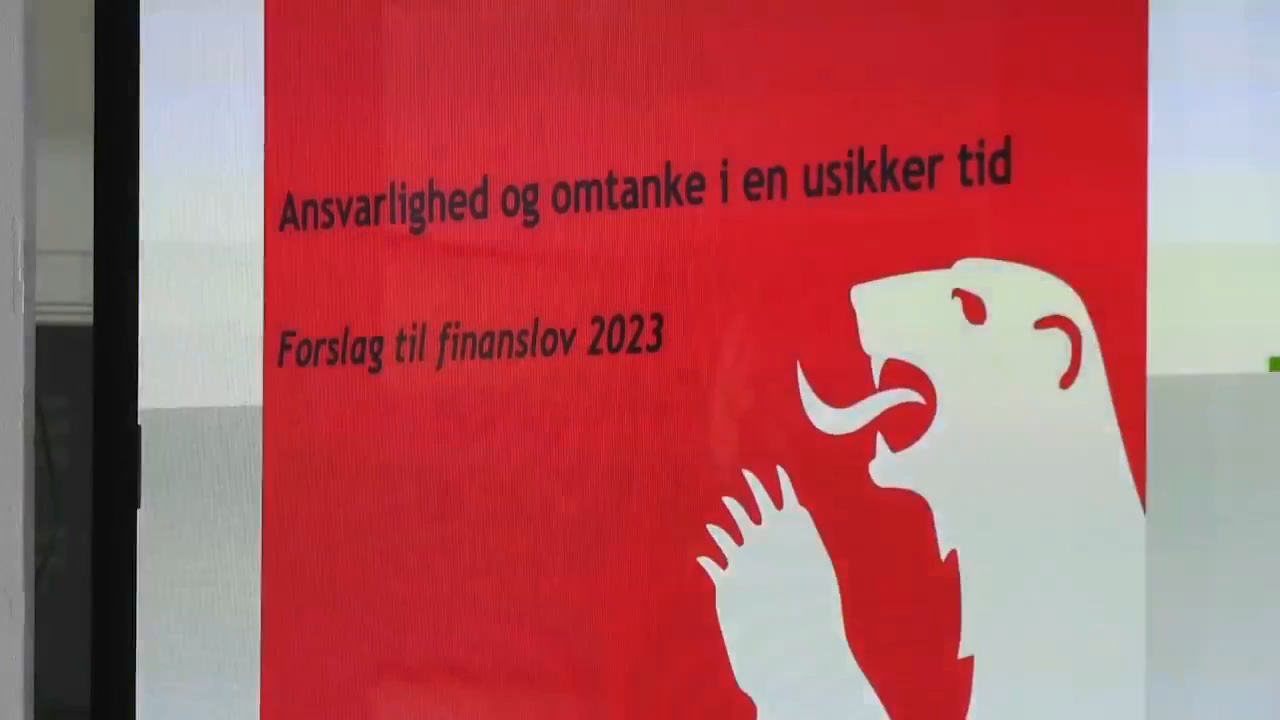 Ansvarlighed og omtanke i en usikker tid
Forslag til finanslov 2023